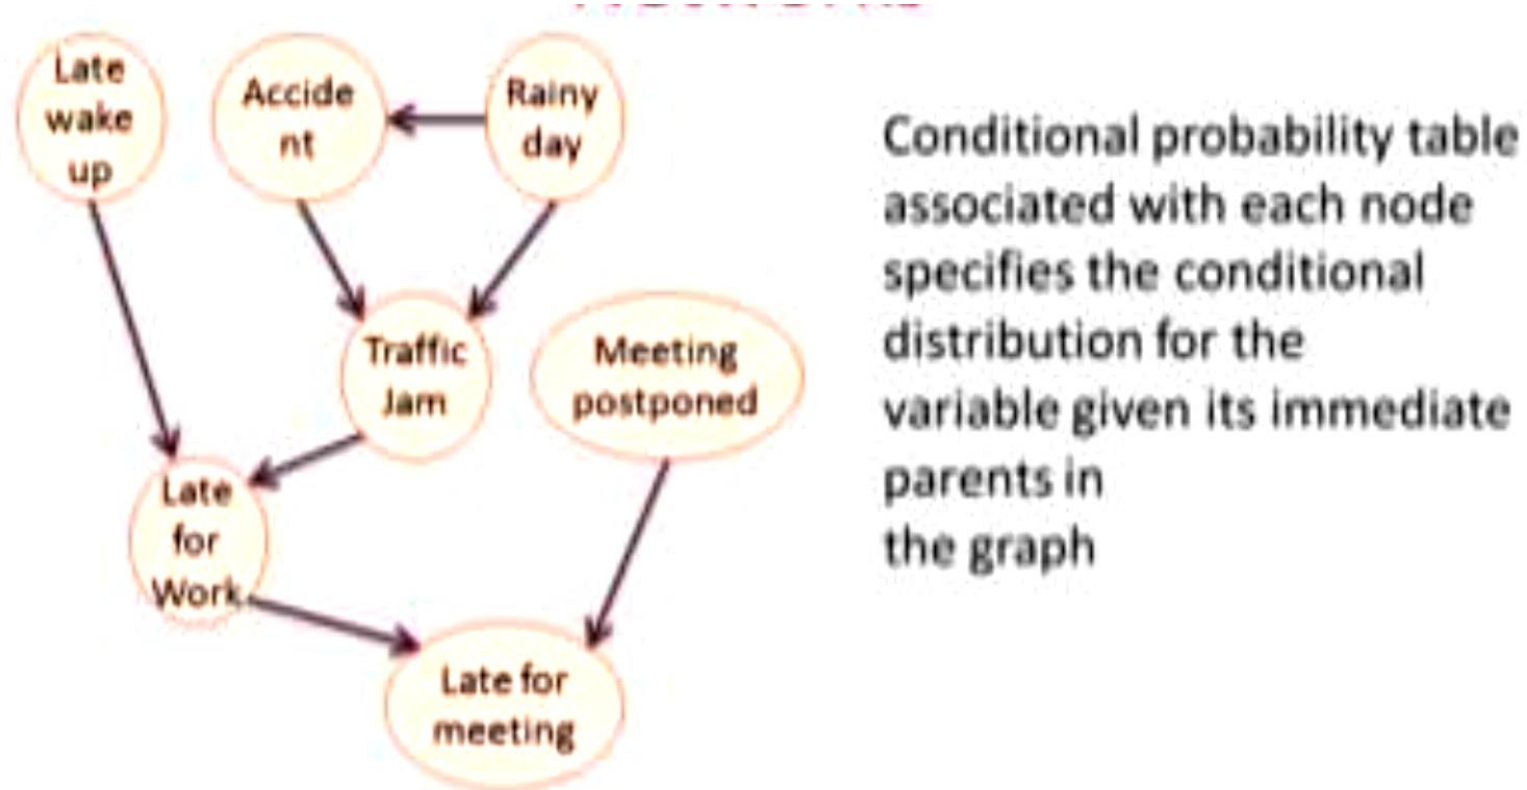 Late
wake
up
Accide
nt
Rainy
day
Traffic
Jam
Meeting
postponed
Late
for
Work
Late for
meeting
Conditional probability table
associated with each node
specifies the conditional
distribution for the
variable given its immediate
parents in
the graph